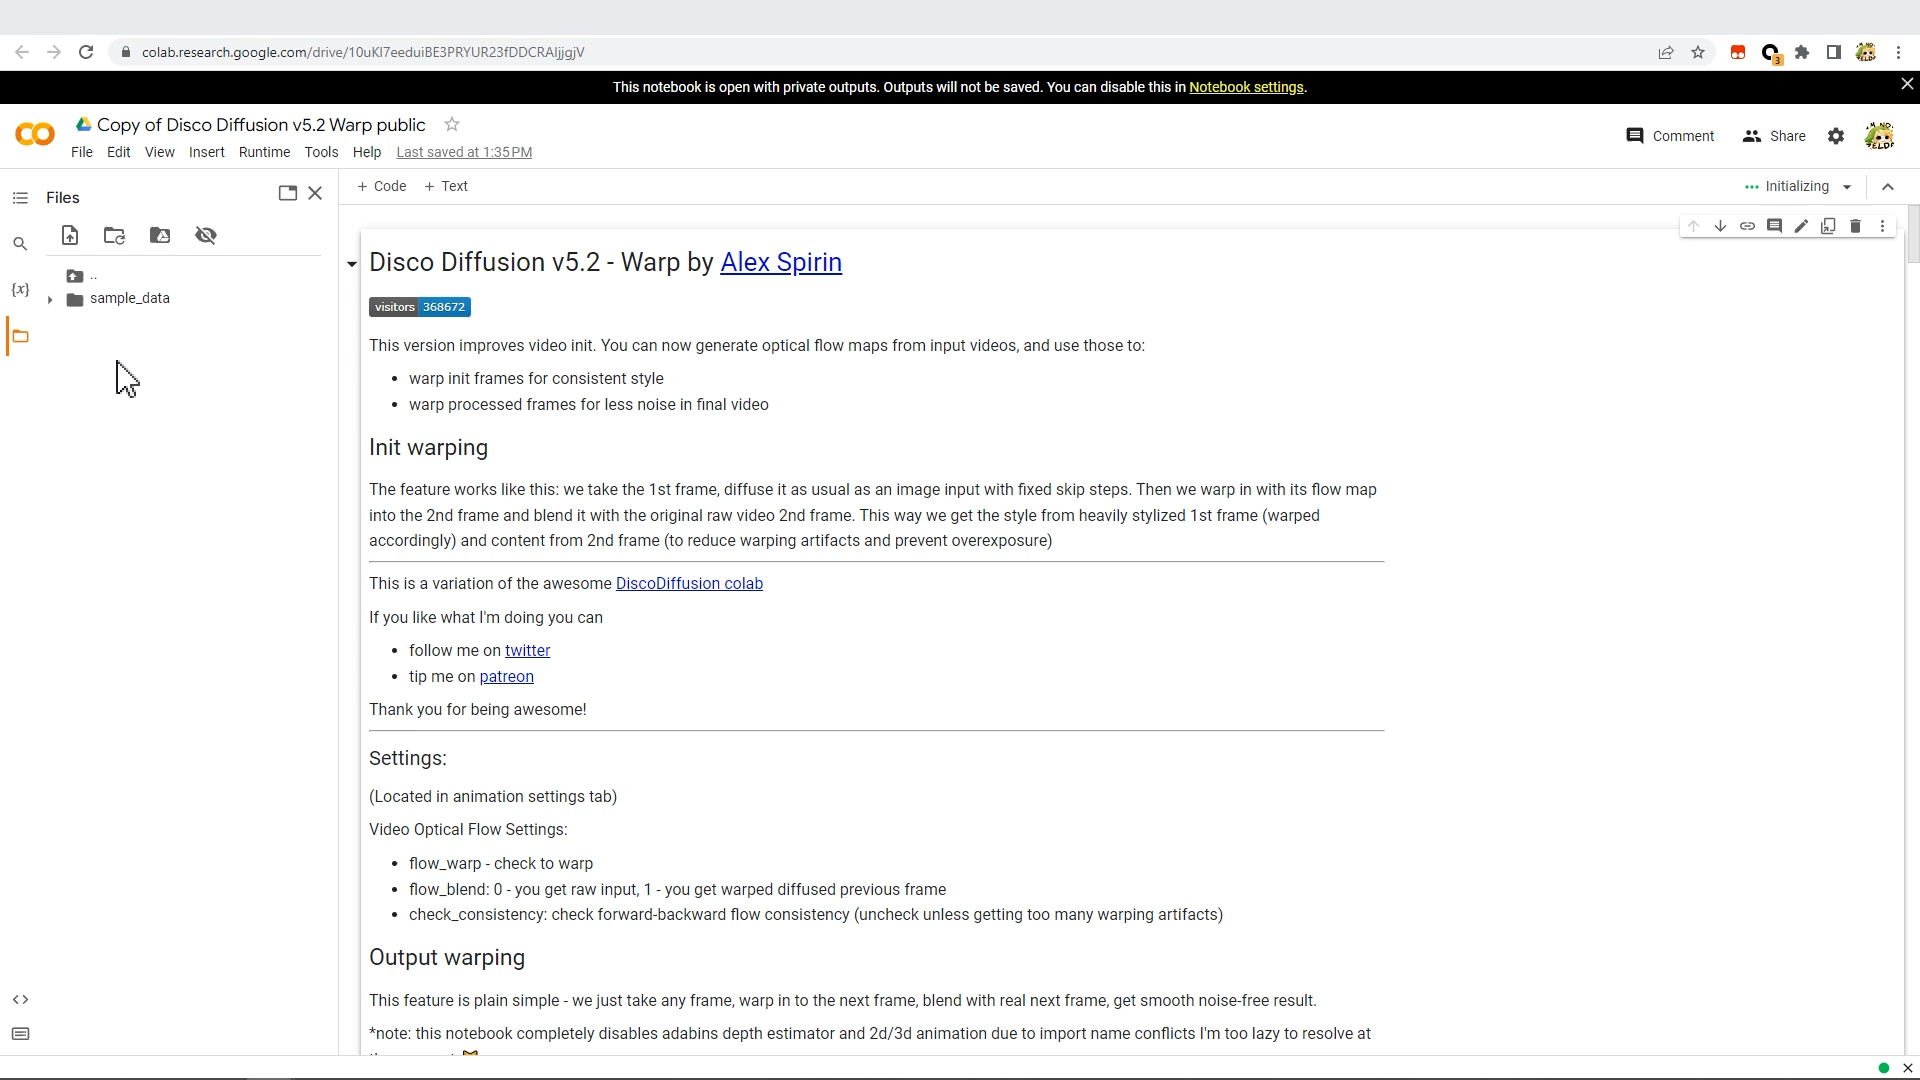 colab.research.google.com/drive/10uKl7eeduiBE3PRYUR23fDDCRAljjgjV
3
This notebook is open with private outputs. Outputs will not be saved. You can disable this in Notebook settings.
Copy of Disco Diffusion v5.2 Warp public
Comment
Share
File Edit View Insert Runtime Tools Help Last saved at 1:35 PM
Files
+ Code + Text
Initializing
{x}
..
sample_data
Disco Diffusion v5.2 - Warp by Alex Spirin
visitors 368672
This version improves video init. You can now generate optical flow maps from input videos, and use those to:
• warp init frames for consistent style
• warp processed frames for less noise in final video
Init warping
The feature works like this: we take the 1st frame, diffuse it as usual as an image input with fixed skip steps. Then we warp in with its flow map
into the 2nd frame and blend it with the original raw video 2nd frame. This way we get the style from heavily stylized 1st frame (warped
accordingly) and content from 2nd frame (to reduce warping artifacts and prevent overexposure)
This is a variation of the awesome DiscoDiffusion colab
If you like what I'm doing you can
• follow me on twitter
• tip me on patreon
Thank you for being awesome!
Settings:
(Located in animation settings tab)
Video Optical Flow Settings:
• flow_warp - check to warp
• flow_blend: 0 - you get raw input, 1 - you get warped diffused previous frame
• check_consistency: check forward-backward flow consistency (uncheck unless getting too many warping artifacts)
Output warping
This feature is plain simple - we just take any frame, warp in to the next frame, blend with real next frame, get smooth noise-free result.
*note: this notebook completely disables adabins depth estimator and 2d/3d animation due to import name conflicts I'm too lazy to resolve at